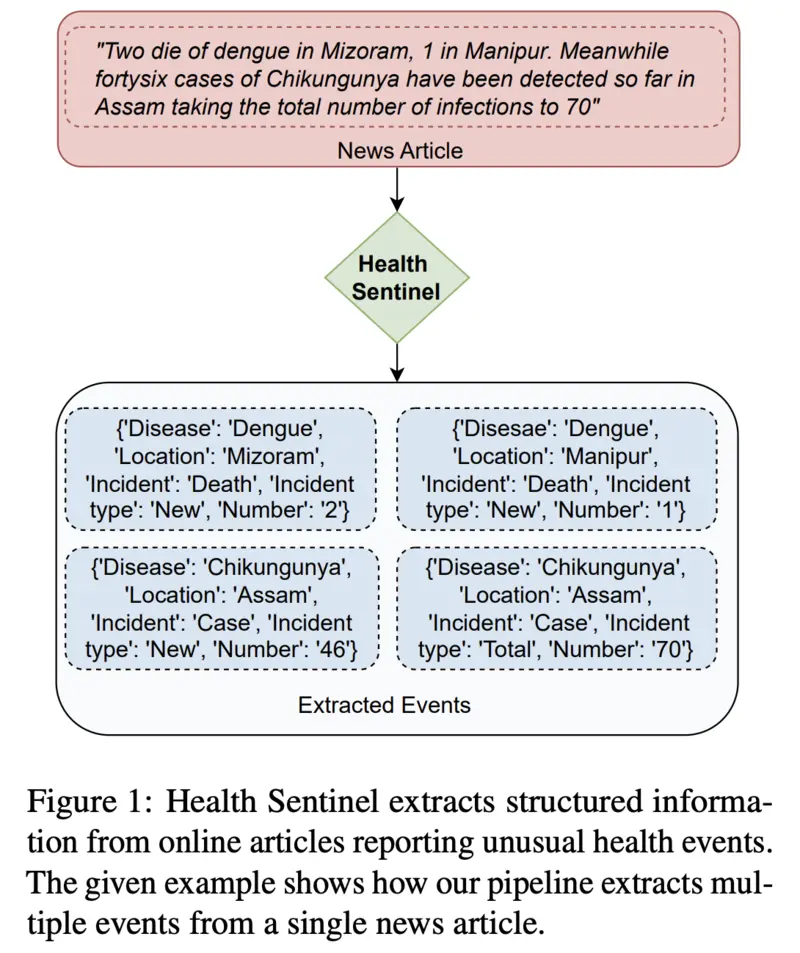 "Two die of dengue in Mizoram, 1 in Manipur. Meanwhile
fortysix cases of Chikungunya have been detected so far in
Assam taking the total number of infections to 70"
News Article
Health
Sentinel
{'Disease': 'Dengue',
'Location': 'Mizoram',
'Incident': 'Death', 'Incident
type': 'New', 'Number': '2'}
{'Disesae': 'Dengue',
'Location': 'Manipur',
'Incident': 'Death', 'Incident
type': 'New', 'Number': '1'}
{'Disease': 'Chikungunya',
'Location': 'Assam',
'Incident': 'Case', 'Incident
type': 'New', 'Number': '46'}
{'Disease': 'Chikungunya',
'Location': 'Assam',
'Incident': 'Case', 'Incident
type': 'Total', 'Number': '70'}
Extracted Events
Figure 1: Health Sentinel extracts structured informa-
tion from online articles reporting unusual health events.
The given example shows how our pipeline extracts mul-
tiple events from a single news article.